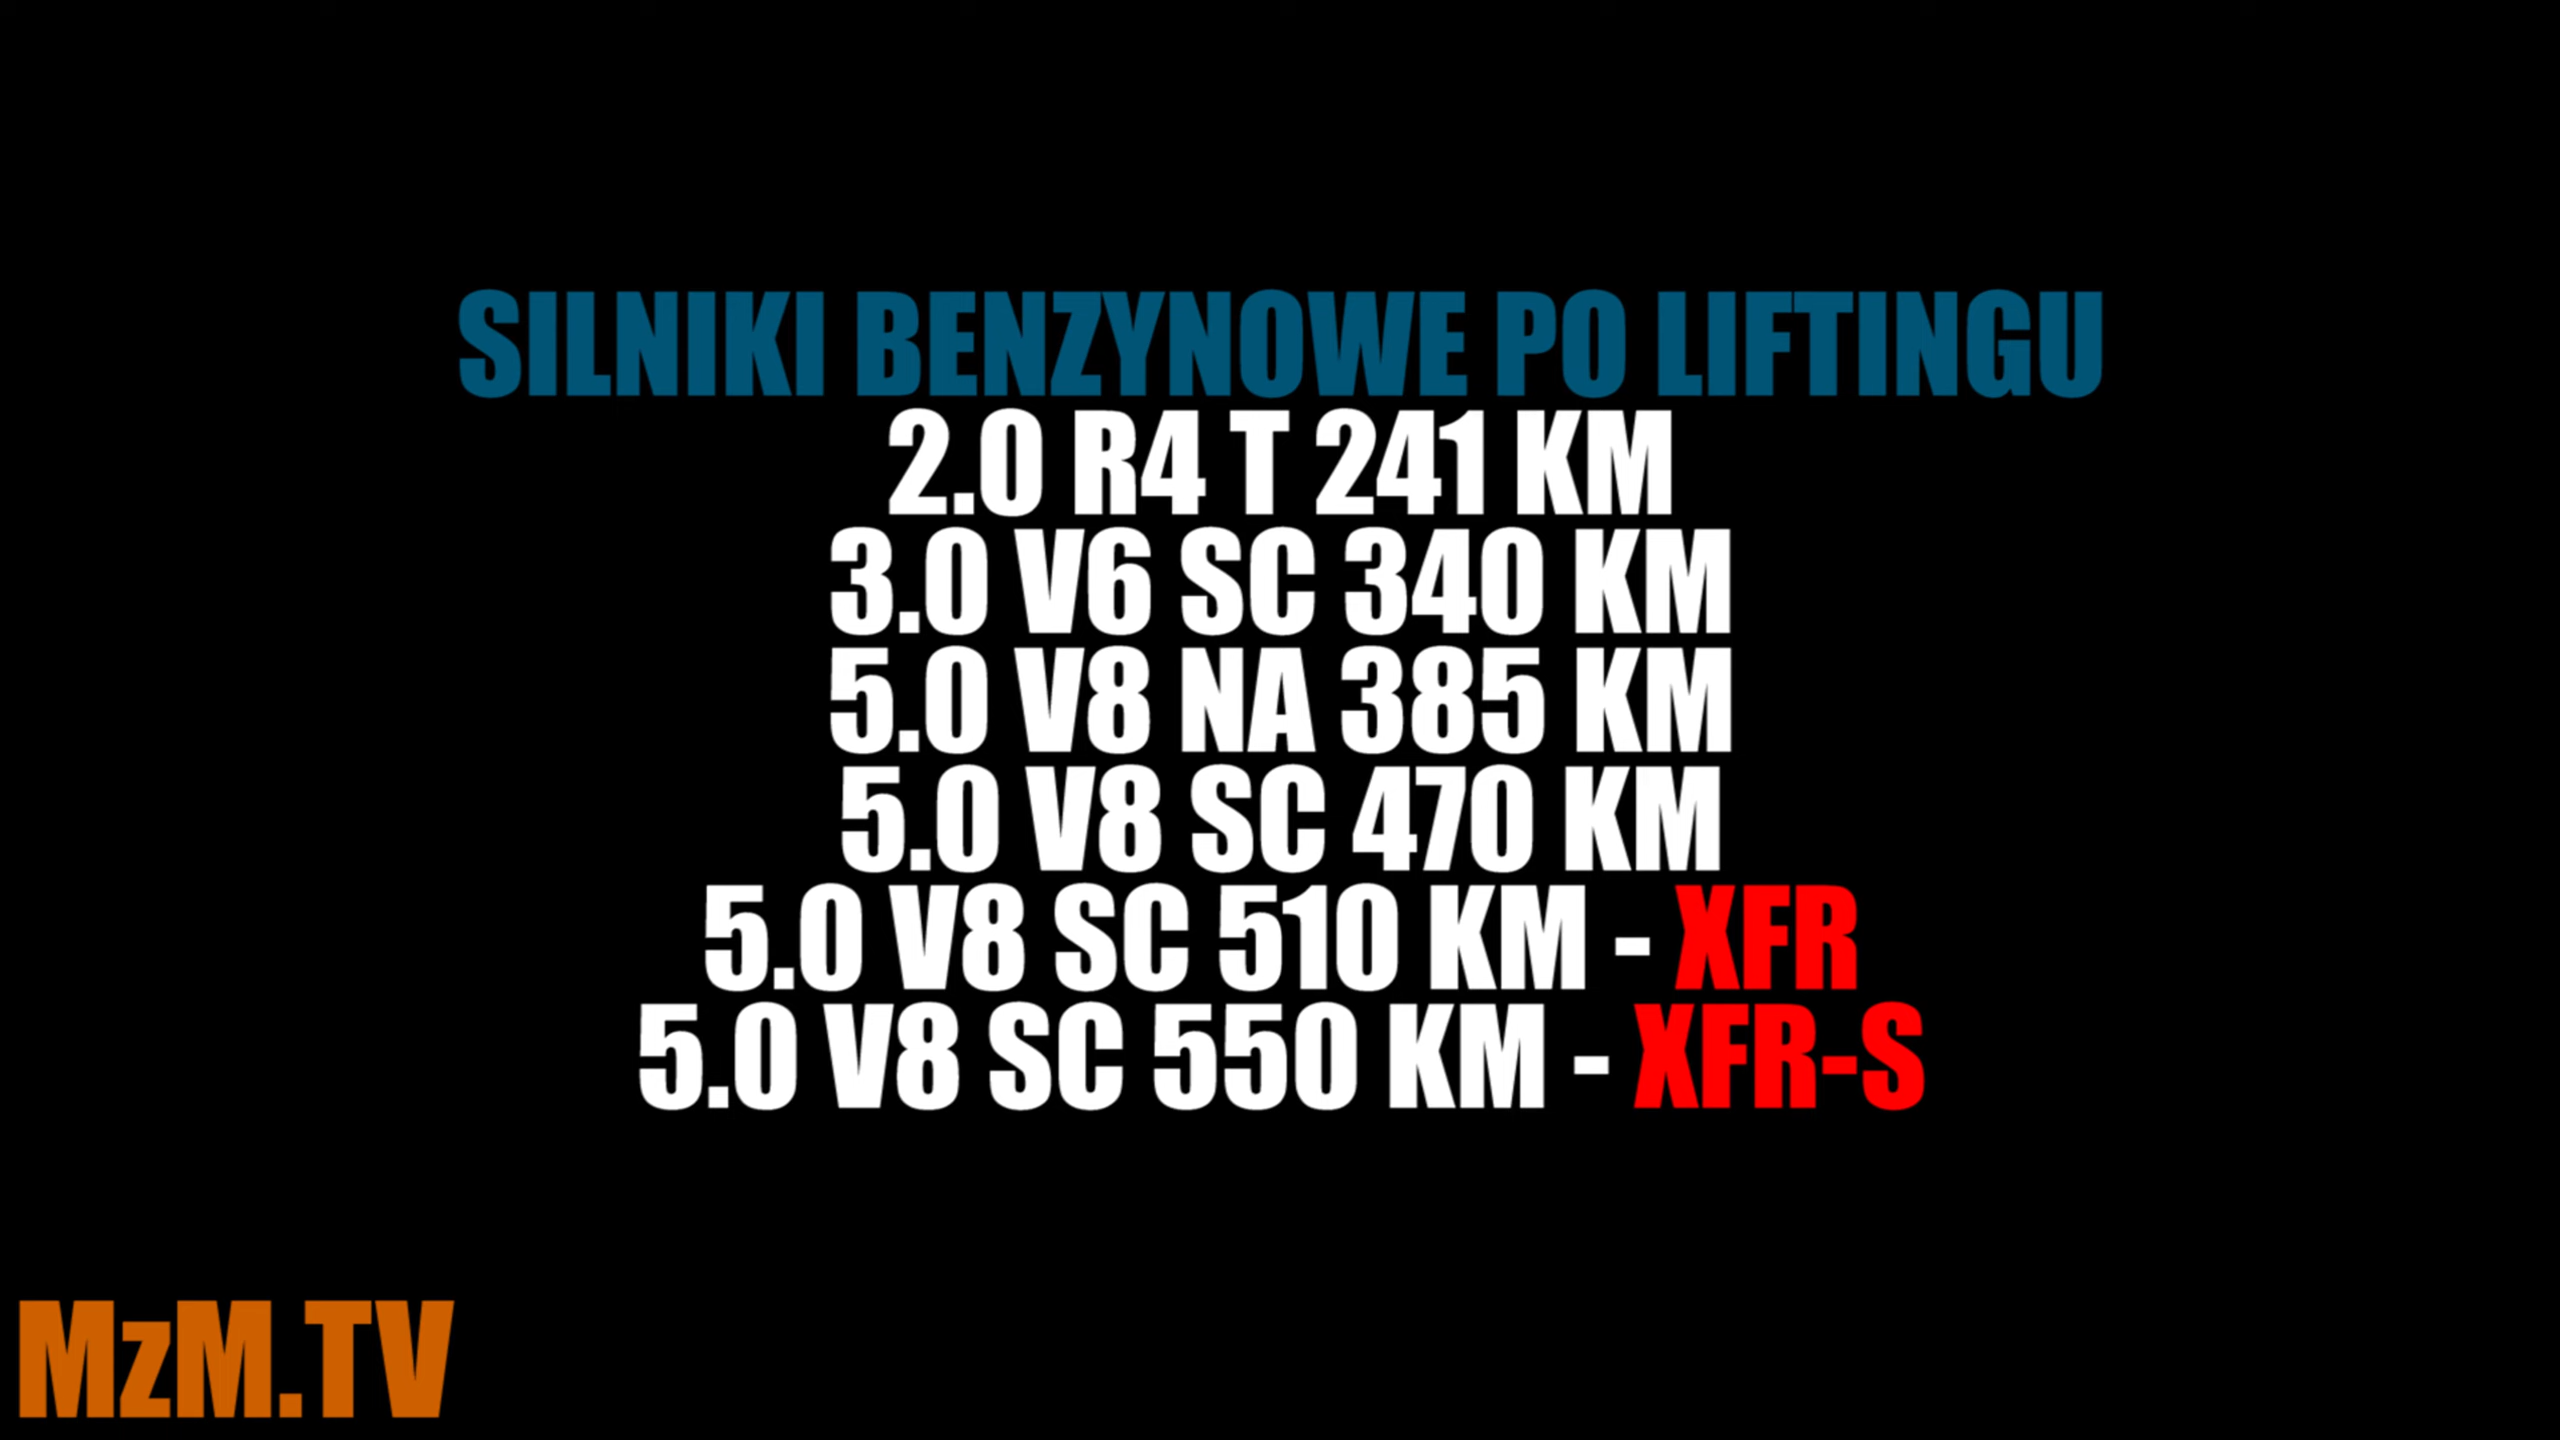 SILNIKI BENZYNOWE PO LIFTINGU
2.0 R4 T 241 KM
3.0 V6 SC 340 KM
5.0 V8 NA 385 KM
5.0 V8 SC 470 KM
5.0 V8 SC 510 KM - XFR
5.0 V8 SC 550 KM - XFR-S
MzM.TV